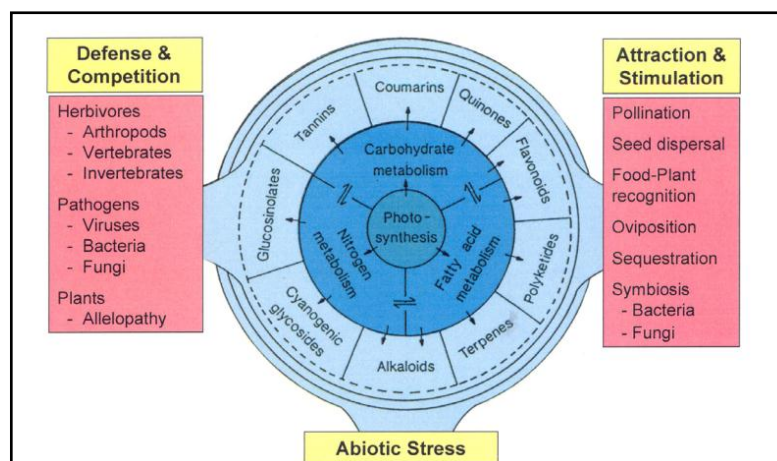 Defense &
Competition
Herbivores
- Arthropods
- Vertebrates
- Invertebrates
Pathogens
- Viruses
- Bacteria
- Fungi
Plants
- Allelopathy
Coumarins
Quinones
Flavonoids
Polyketides
Terpenes
Alkaloids
Cyanogenic
glycosides
Glucosinolates
Tannins
Carbohydrate
metabolism
Fatty acid
metabolism
Nitrogen
metabolism
Photo-
synthesis
Attraction &
Stimulation
Pollination
Seed dispersal
Food-Plant
recognition
Oviposition
Sequestration
Symbiosis
- Bacteria
- Fungi
Abiotic Stress